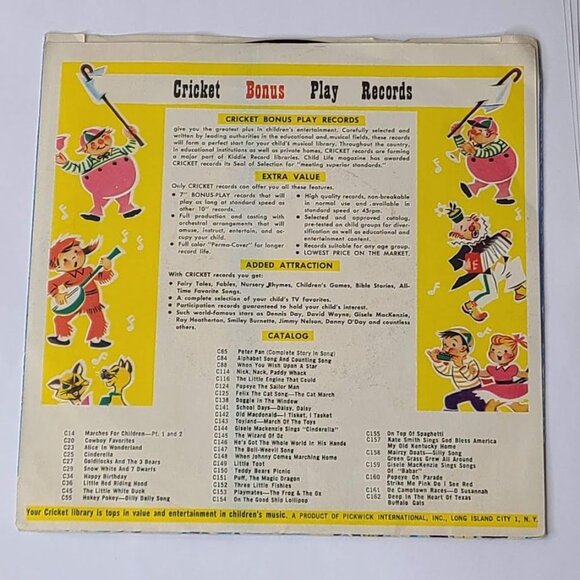 Cricket Bonus Play Records
CRICKET BONUS PLAY RECORDS
give you the greatest plus in children's entertainment. Carefully selected and
written by leading authorities in the educational and musical fields, these records
will form a perfect start for your child's musical library. Throughout the country,
in educational institutions as well as private homes, CRICKET records are forming
a major part of Kiddie Record libraries. Child Life magazine has awarded
CRICKET records its Seal of Selection for "meeting superior standards."
EXTRA VALUE
Only CRICKET records can offer you all these features.
• 7" BONUS-PLAY records that will
play as long at standard speed as
other 10" records.
• Full production and casting with
orchestral arrangements that will
amuse, instruct, entertain, and oc-
cupy your child.
• Full color "Perma-Cover" for longer
record life.
• High quality records, non-breakable
in normal use and available in
standard speed or 45rpm.
• Selected and approved catalog,
pre-tested on child groups for diver-
sification as well as educational and
entertainment content.
• Records suitable for any age group.
• LOWEST PRICE ON THE MARKET.
ADDED ATTRACTION
With CRICKET records you get:
• Fairy Tales, Fables, Nursery Rhymes, Children's Games, Bible Stories, All-
Time Favorite Songs.
• A complete selection of your child's TV favorites.
• Participation records guaranteed to hold your child's interest.
• Such world-famous stars as Dennis Day, David Wayne, Gisele MacKenzie,
Ray Heatherton, Smiley Burnette, Jimmy Nelson, Danny O'Day and countless
others.
CATALOG
C14 Marches For Children—Pt. 1 and 2
C20 Cowboy Favorites
C23 Alice in Wonderland
C25 Cinderella
C27 Goldilocks And The 3 Bears
C29 Snow White And 7 Dwarfs
C34 Happy Birthday
C36 Little Red Riding Hood
C45 The Little White Duck
C55 Hokey Pokey—Dilly Dally Song
C65 Peter Pan (Complete Story in Song)
C84 Alphabet Song And Counting Song
C88 When You Wish Upon A Star
C114 Nick, Nack, Paddy Whack
C116 The Little Engine That Could
C124 Popeye The Sailor Man
C125 Felix The Cat Song—The Cat March
C138 Doggie In The Window
C141 School Days—Daisy, Daisy
C142 Old Macdonald—I Tisket, I Tasket
C143 Toyland—March Of The Toys
C144 Gisele MacKenzie Sings "Cinderella"
C145 The Wizard Of Oz
C146 He's Got The Whole World In His Hands
C147 The Boll-Weevil Song
C148 When Johnny Comes Marching Home
C149 Little Toot
C150 Teddy Bears Picnic
C151 Puff, The Magic Dragon
C152 Three Little Fishies
C153 Playmates—The Frog & The Ox
C154 On the Good Ship Lollipop
C155 On Top Of Spaghetti
C157 Kate Smith Sings God Bless America
My Old Kentucky Home
C158 Mairzy Doats—Silly Song
Green Grass Grew All Around
C159 Gisele MacKenzie Sings Songs
Of "Babar"
C160 Popeye On Parade
Strike Me Pink Do I See Red
C161 De Camptown Races—O Susannah
C162 Deep In The Heart Of Texas
Buffalo Gals
Your Cricket library is tops in value and entertainment in children's music. A PRODUCT OF PICKWICK INTERNATIONAL, INC., LONG ISLAND CITY 1, N. Y.